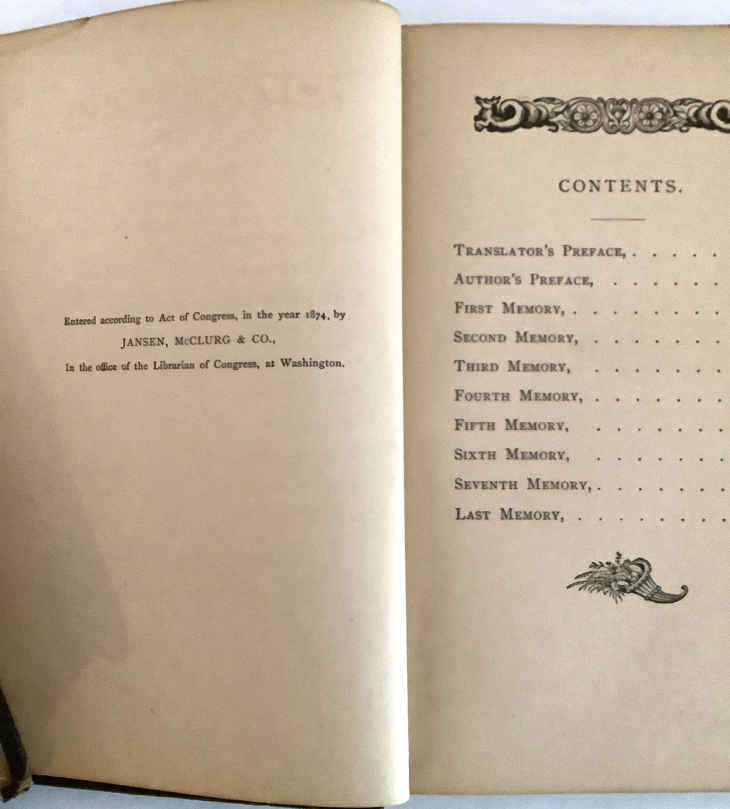 Entered according to Act of Congress, in the year 1874, by
JANSEN, McCLURG & CO.,
In the office of the Librarian of Congress, at Washington.
CONTENTS.
TRANSLATOR'S PREFACE, . . . . .
AUTHOR'S PREFACE, . . . . . .
FIRST MEMORY, . . . . . . . .
SECOND MEMORY, . . . . . . .
THIRD MEMORY, . . . . . . .
FOURTH MEMORY, . . . . . . .
FIFTH MEMORY, . . . . . . .
SIXTH MEMORY, . . . . . . .
SEVENTH MEMORY, . . . . . . .
LAST MEMORY, . . . . . . . .